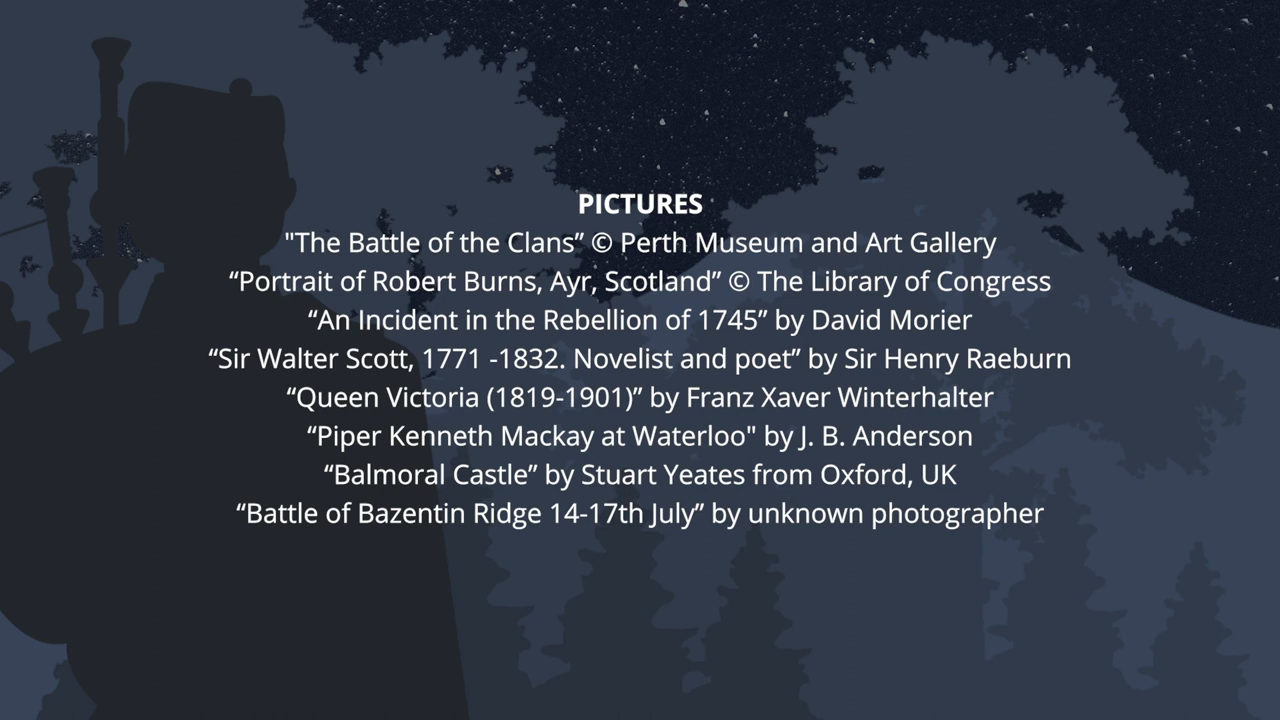 PICTURES
"The Battle of the Clans” © Perth Museum and Art Gallery
“Portrait of Robert Burns, Ayr, Scotland” © The Library of Congress
“An Incident in the Rebellion of 1745” by David Morier
“Sir Walter Scott, 1771 -1832. Novelist and poet” by Sir Henry Raeburn
“Queen Victoria (1819-1901)” by Franz Xaver Winterhalter
“Piper Kenneth Mackay at Waterloo" by J. B. Anderson
“Balmoral Castle” by Stuart Yeates from Oxford, UK
“Battle of Bazentin Ridge 14-17th July” by unknown photographer